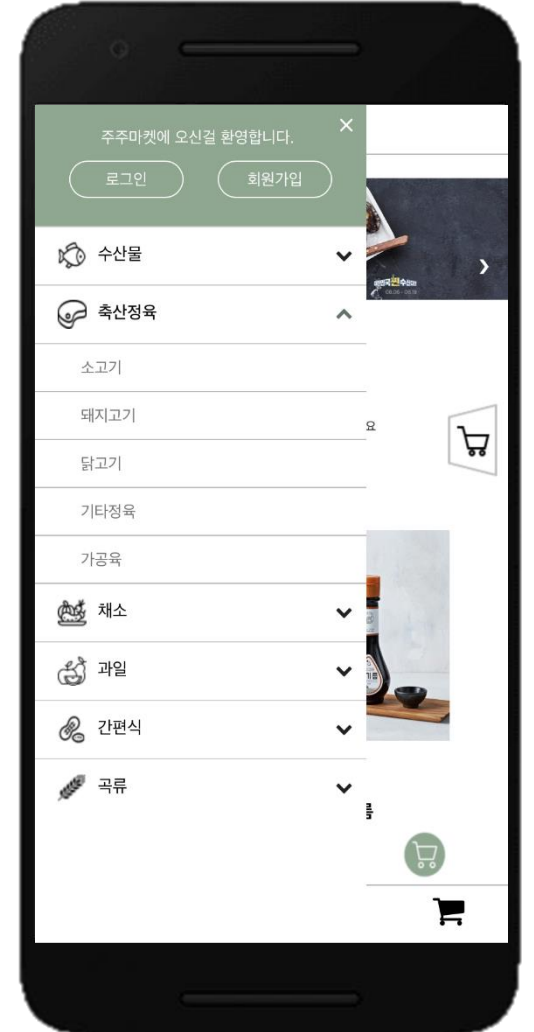 주주마켓에 오신걸 환영합니다.
로그인
회원가입
수산물
축산정육
소고기
돼지고기
요
닭고기
기타정육
가공육
채소
과일
간편식
곡류
름